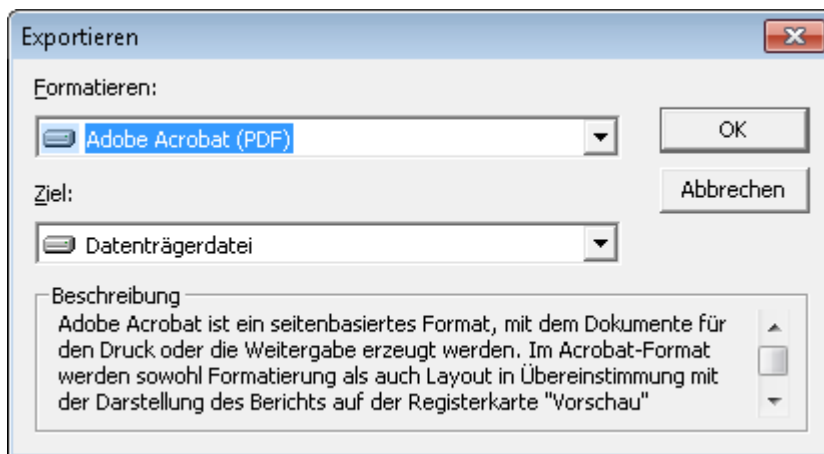 Exportieren
Formatieren:
Adobe Acrobat (PDF)
OK
Ziel:
Abbrechen
Datenträgerdatei
Beschreibung
Adobe Acrobat ist ein seitenbasiertes Format, mit dem Dokumente für
den Druck oder die Weitergabe erzeugt werden. Im Acrobat-Format
werden sowohl Formatierung als auch Layout in Übereinstimmung mit
der Darstellung des Berichts auf der Registerkarte "Vorschau"